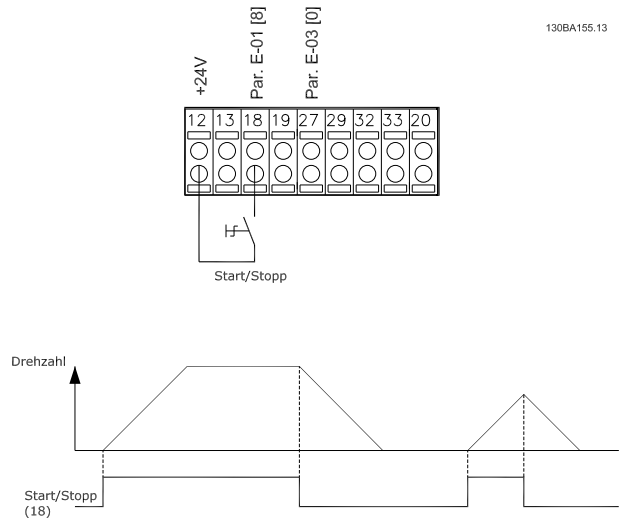 130BA155.13
+24V
Par. E-01 [8]
Par. E-03 [0]
12 13 18 19 27 29 32 33 20
Start/Stopp
Drehzahl
Start/Stopp
(18)